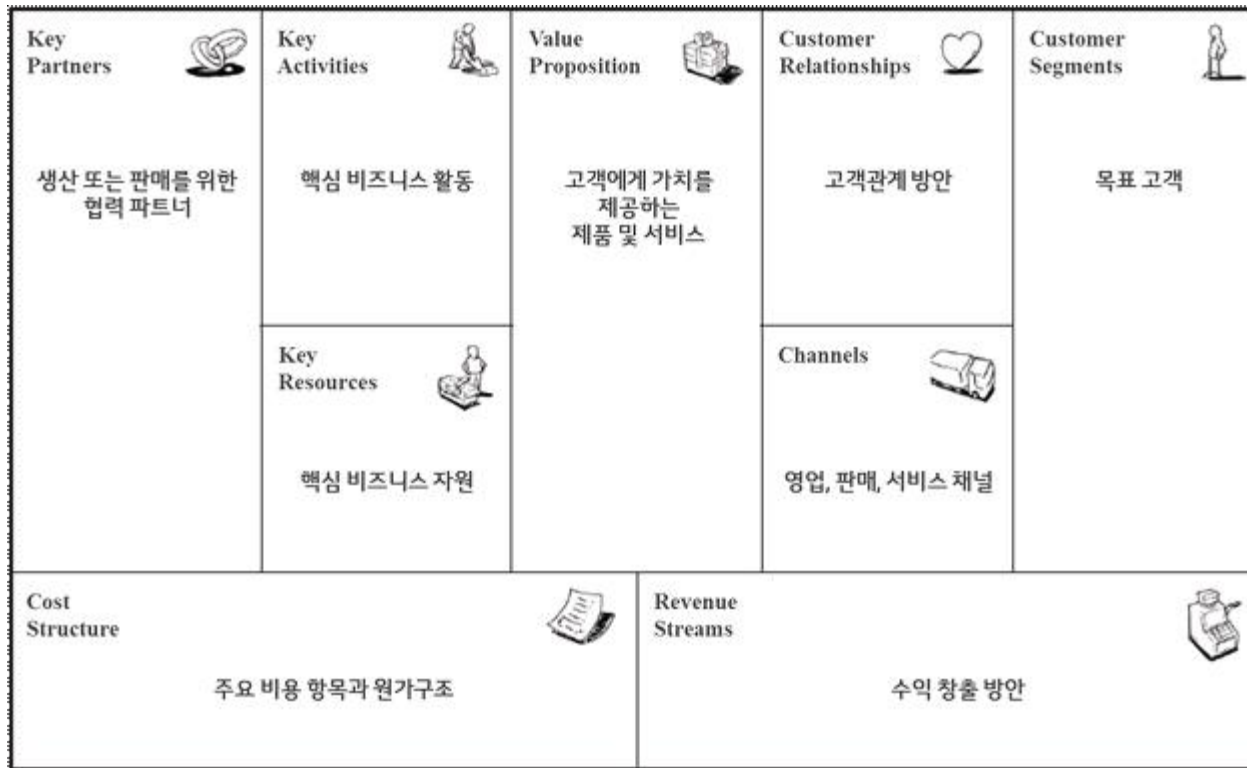 Key
Partners
생산 또는 판매를 위한
협력 파트너
Key
Activities
핵심 비즈니스 활동
Key
Resources
핵심 비즈니스 자원
Value
Proposition
고객에게 가치를
제공하는
제품 및 서비스
Customer
Relationships
고객관계 방안
Channels
영업, 판매, 서비스 채널
Customer
Segments
목표 고객
Cost
Structure
주요 비용 항목과 원가구조
Revenue
Streams
수익 창출 방안